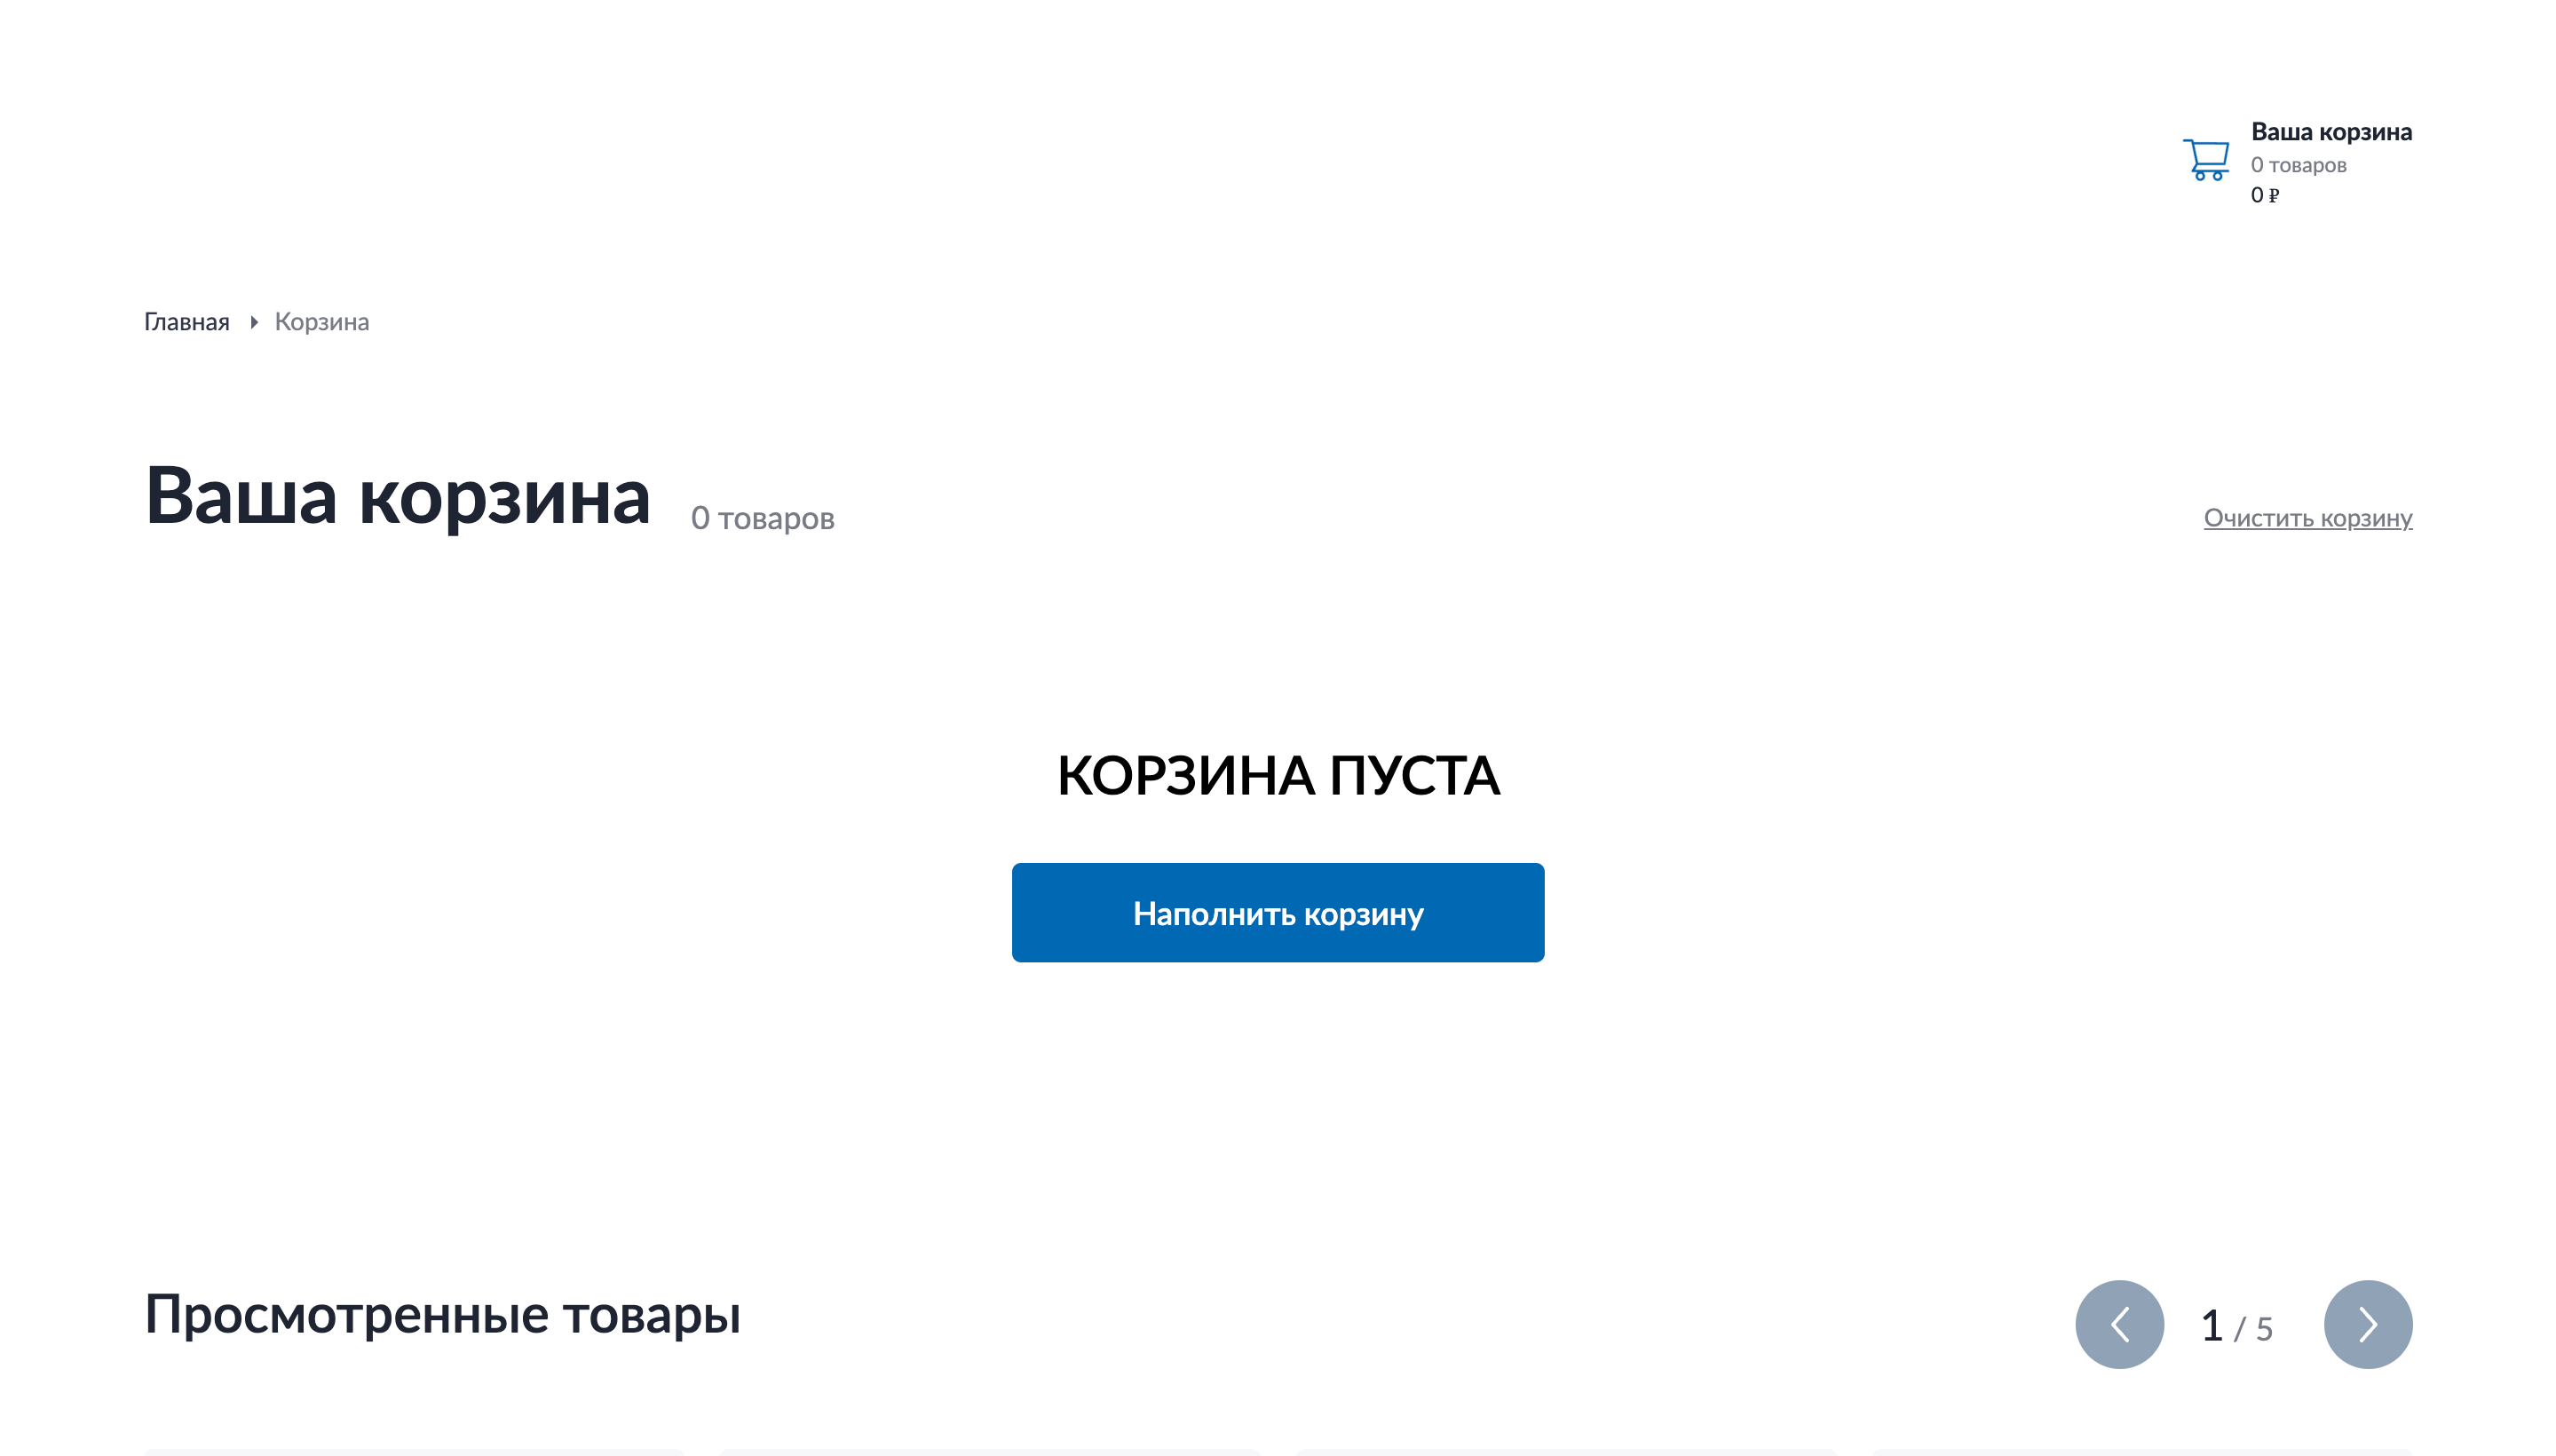 Ваша корзина
0 товаров
0 ₽
Главная Корзина
Ваша корзина 0 товаров
Очистить корзину
КОРЗИНА ПУСТА
Наполнить корзину
Просмотренные товары
1 / 5